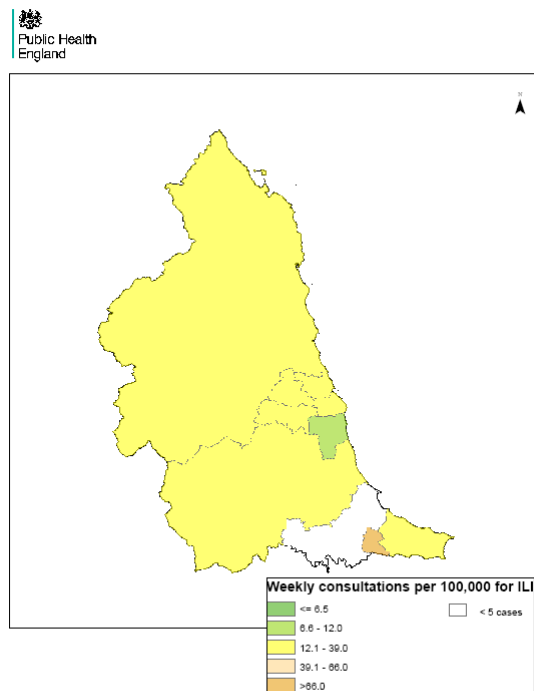 Public Health
England
N
Weekly consultations per 100,000 for ILI
<= 6.5
6.6 - 12.0
12.1 - 39.0
39.1 - 66.0
>66.0
< 5 cases